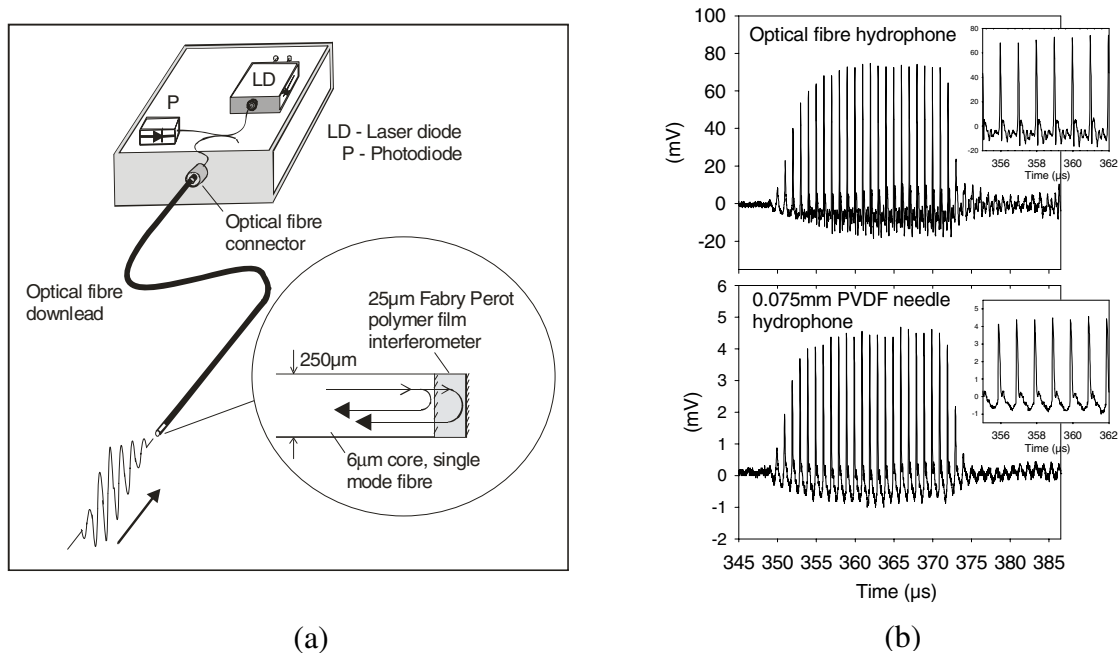 P
LD
LD - Laser diode
P - Photodiode
Optical fibre
connector
Optical fibre
downlead
25µm Fabry Perot
polymer film
interferometer
250µm
6µm core, single
mode fibre
(a)
Optical fibre hydrophone
100
80
60
40
20
0
-20
(mV)
80
60
40
20
0
-20
356 358 360 362
Time (µs)
0.075mm PVDF needle
hydrophone
6
5
4
3
2
1
0
-1
-2
(mV)
5
4
3
2
1
0
-1
356 358 360 362
Time (µs)
345 350 355 360 365 370 375 380 385
Time (µs)
(b)